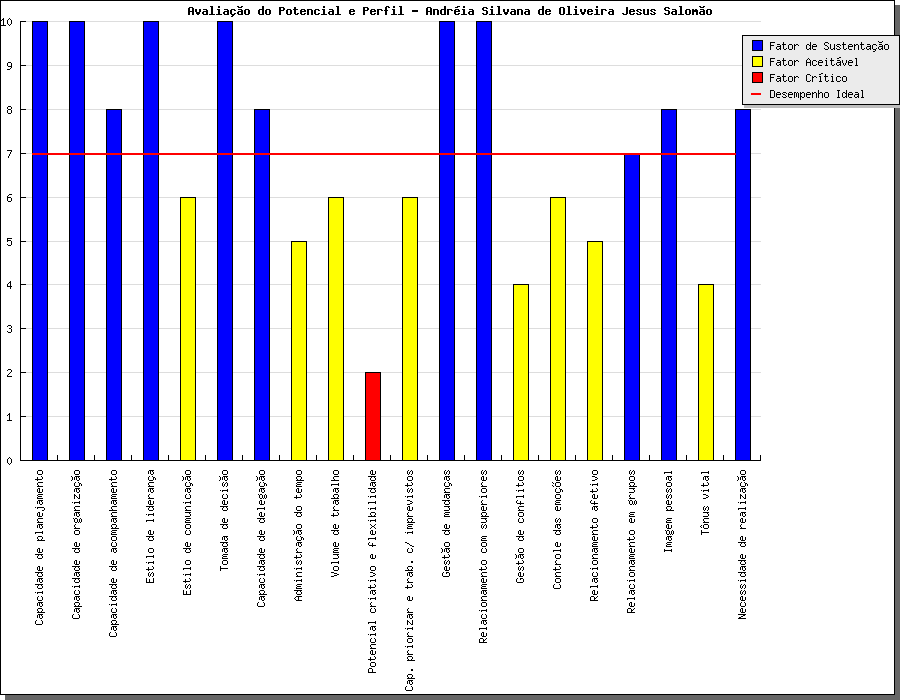 Avaliação do Potencial e Perfil - Andréia Silvana de Oliveira Jesus Salomão
10
9
8
7
6
5
4
3
2
1
0
Fator de Sustentação
Fator Aceitável
Fator Crítico
Desempenho Ideal
Capacidade de planejamento
Capacidade de organização
Capacidade de acompanhamento
Estilo de liderança
Estilo de comunicação
Tomada de decisão
Capacidade de delegação
Administração do tempo
Volume de trabalho
Potencial criativo e flexibilidade
Cap. priorizar e trab. c/ imprevistos
Gestão de mudanças
Relacionamento com superiores
Gestão de conflitos
Controle das emoções
Relacionamento afetivo
Relacionamento em grupos
Imagem pessoal
Tônus vital
Necessidade de realização